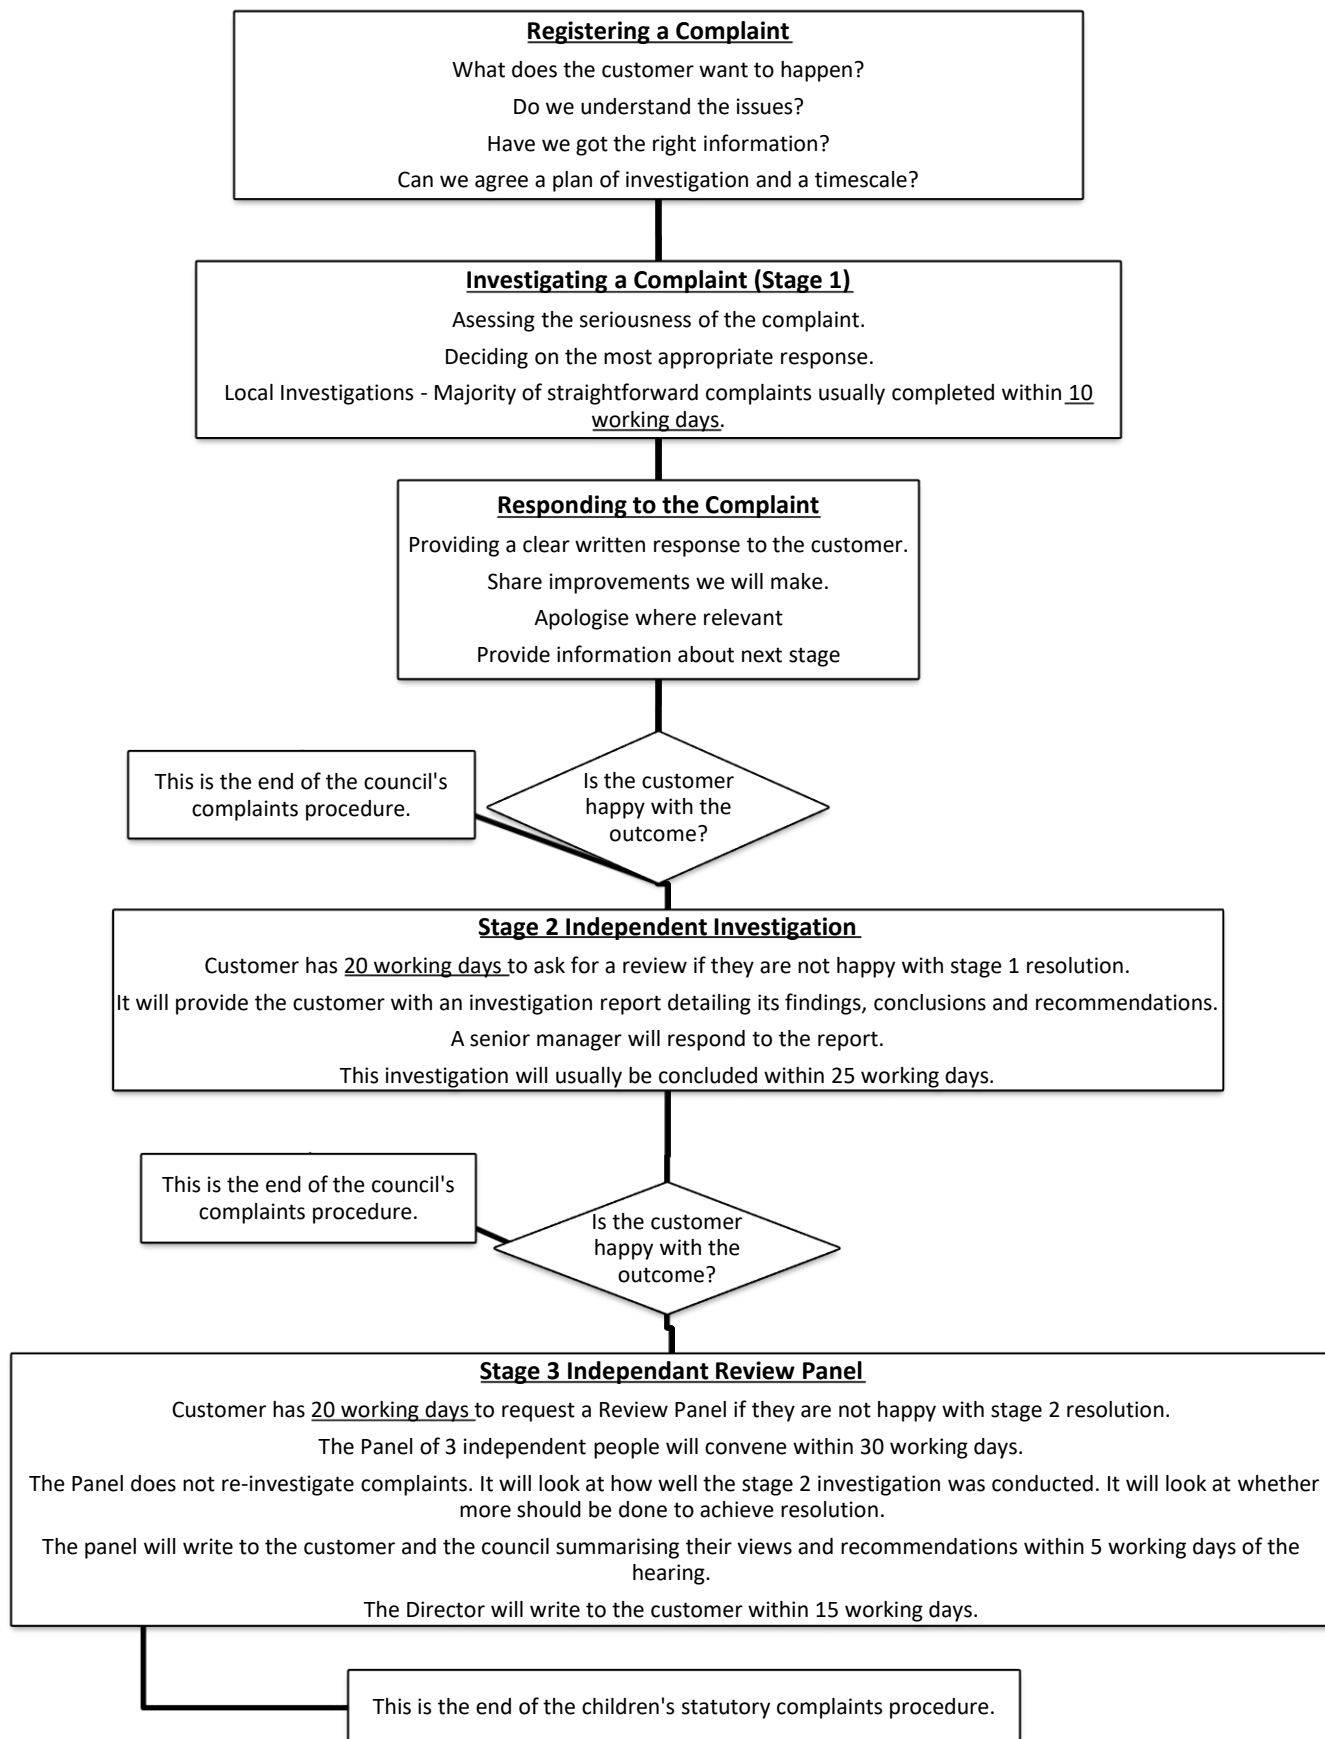 Registering a Complaint
What does the customer want to happen?
Do we understand the issues?
Have we got the right information?
Can we agree a plan of investigation and a timescale?
Investigating a Complaint (Stage 1)
Asessing the seriousness of the complaint.
Deciding on the most appropriate response.
Local Investigations - Majority of straightforward complaints usually completed within 10
working days.
Responding to the Complaint
Providing a clear written response to the customer.
Share improvements we will make.
Apologise where relevant
Provide information about next stage
This is the end of the council's
complaints procedure.
Is the customer
happy with the
outcome?
Stage 2 Independent Investigation
Customer has 20 working days to ask for a review if they are not happy with stage 1 resolution.
It will provide the customer with an investigation report detailing its findings, conclusions and recommendations.
A senior manager will respond to the report.
This investigation will usually be concluded within 25 working days.
This is the end of the council's
complaints procedure.
Is the customer
happy with the
outcome?
Stage 3 Independant Review Panel
Customer has 20 working days to request a Review Panel if they are not happy with stage 2 resolution.
The Panel of 3 independent people will convene within 30 working days.
The Panel does not re-investigate complaints. It will look at how well the stage 2 investigation was conducted. It will look at whether
more should be done to achieve resolution.
The panel will write to the customer and the council summarising their views and recommendations within 5 working days of the
hearing.
The Director will write to the customer within 15 working days.
This is the end of the children's statutory complaints procedure.